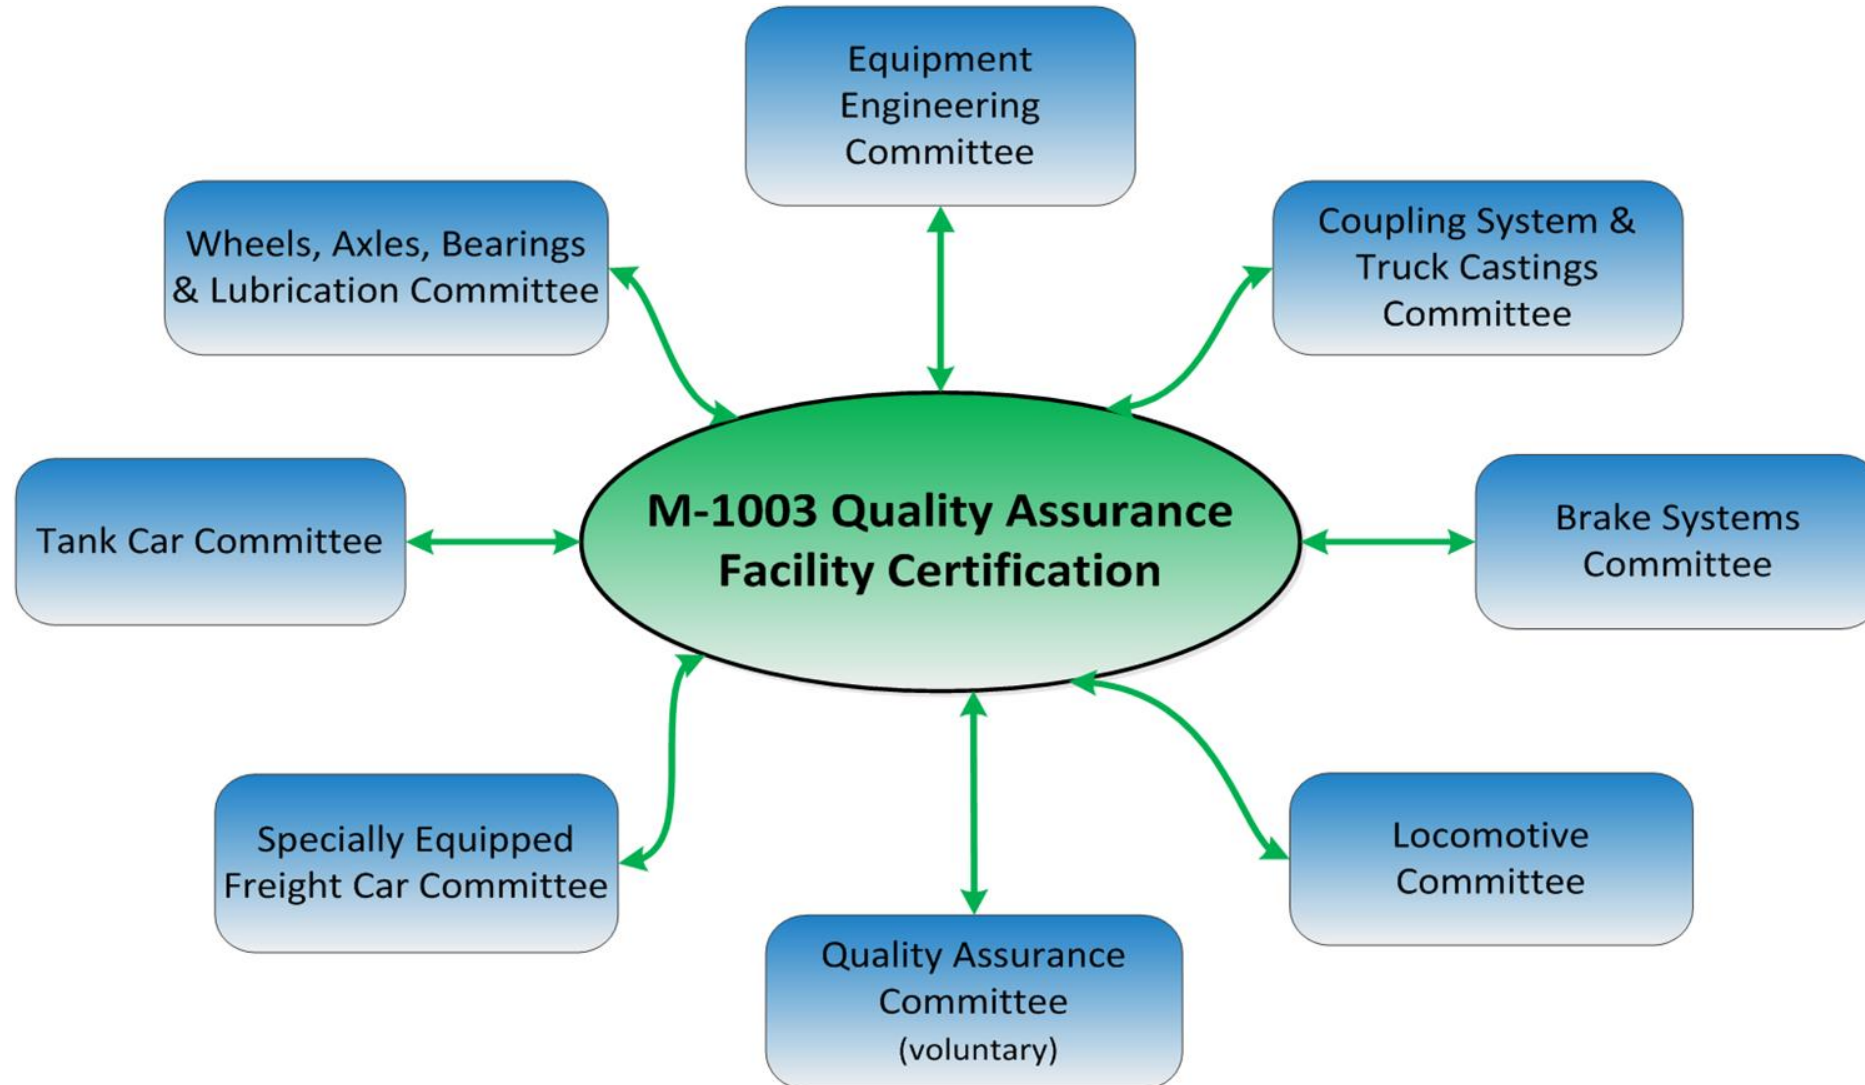 Equipment
Engineering
Committee
Wheels, Axles, Bearings
& Lubrication Committee
Coupling System &
Truck Castings
Committee
Tank Car Committee
M-1003 Quality Assurance
Facility Certification
Brake Systems
Committee
Specially Equipped
Freight Car Committee
Locomotive
Committee
Quality Assurance
Committee
(voluntary)